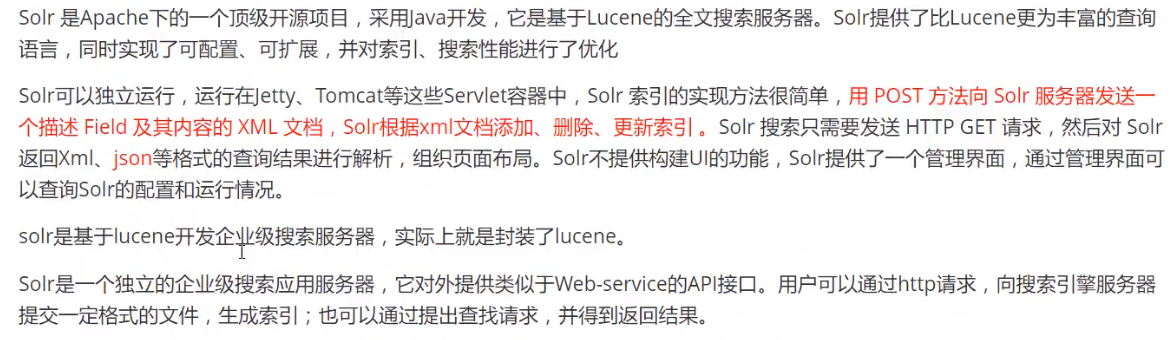 Solr 是Apache下的一个顶级开源项目，采用Java开发，它是基于Lucene的全文搜索服务器。Solr提供了比Lucene更为丰富的查询
语言，同时实现了可配置、可扩展，并对索引、搜索性能进行了优化
Solr可以独立运行，运行在Jetty、Tomcat等这些Servlet容器中，Solr 索引的实现方法很简单，用 POST 方法向 Solr 服务器发送一
个描述 Field 及其内容的 XML 文档，Solr根据xml文档添加、删除、更新索引 。Solr 搜索只需要发送 HTTP GET 请求，然后对 Solr
返回Xml、json等格式的查询结果进行解析，组织页面布局。Solr不提供构建UI的功能，Solr提供了一个管理界面，通过管理界面可
以查询Solr的配置和运行情况。
solr是基于lucene开发企业级搜索服务器，实际上就是封装了lucene。
Solr是一个独立的企业级搜索应用服务器，它对外提供类似于Web-service的API接口。用户可以通过http请求，向搜索引擎服务器
提交一定格式的文件，生成索引；也可以通过提出查找请求，并得到返回结果。